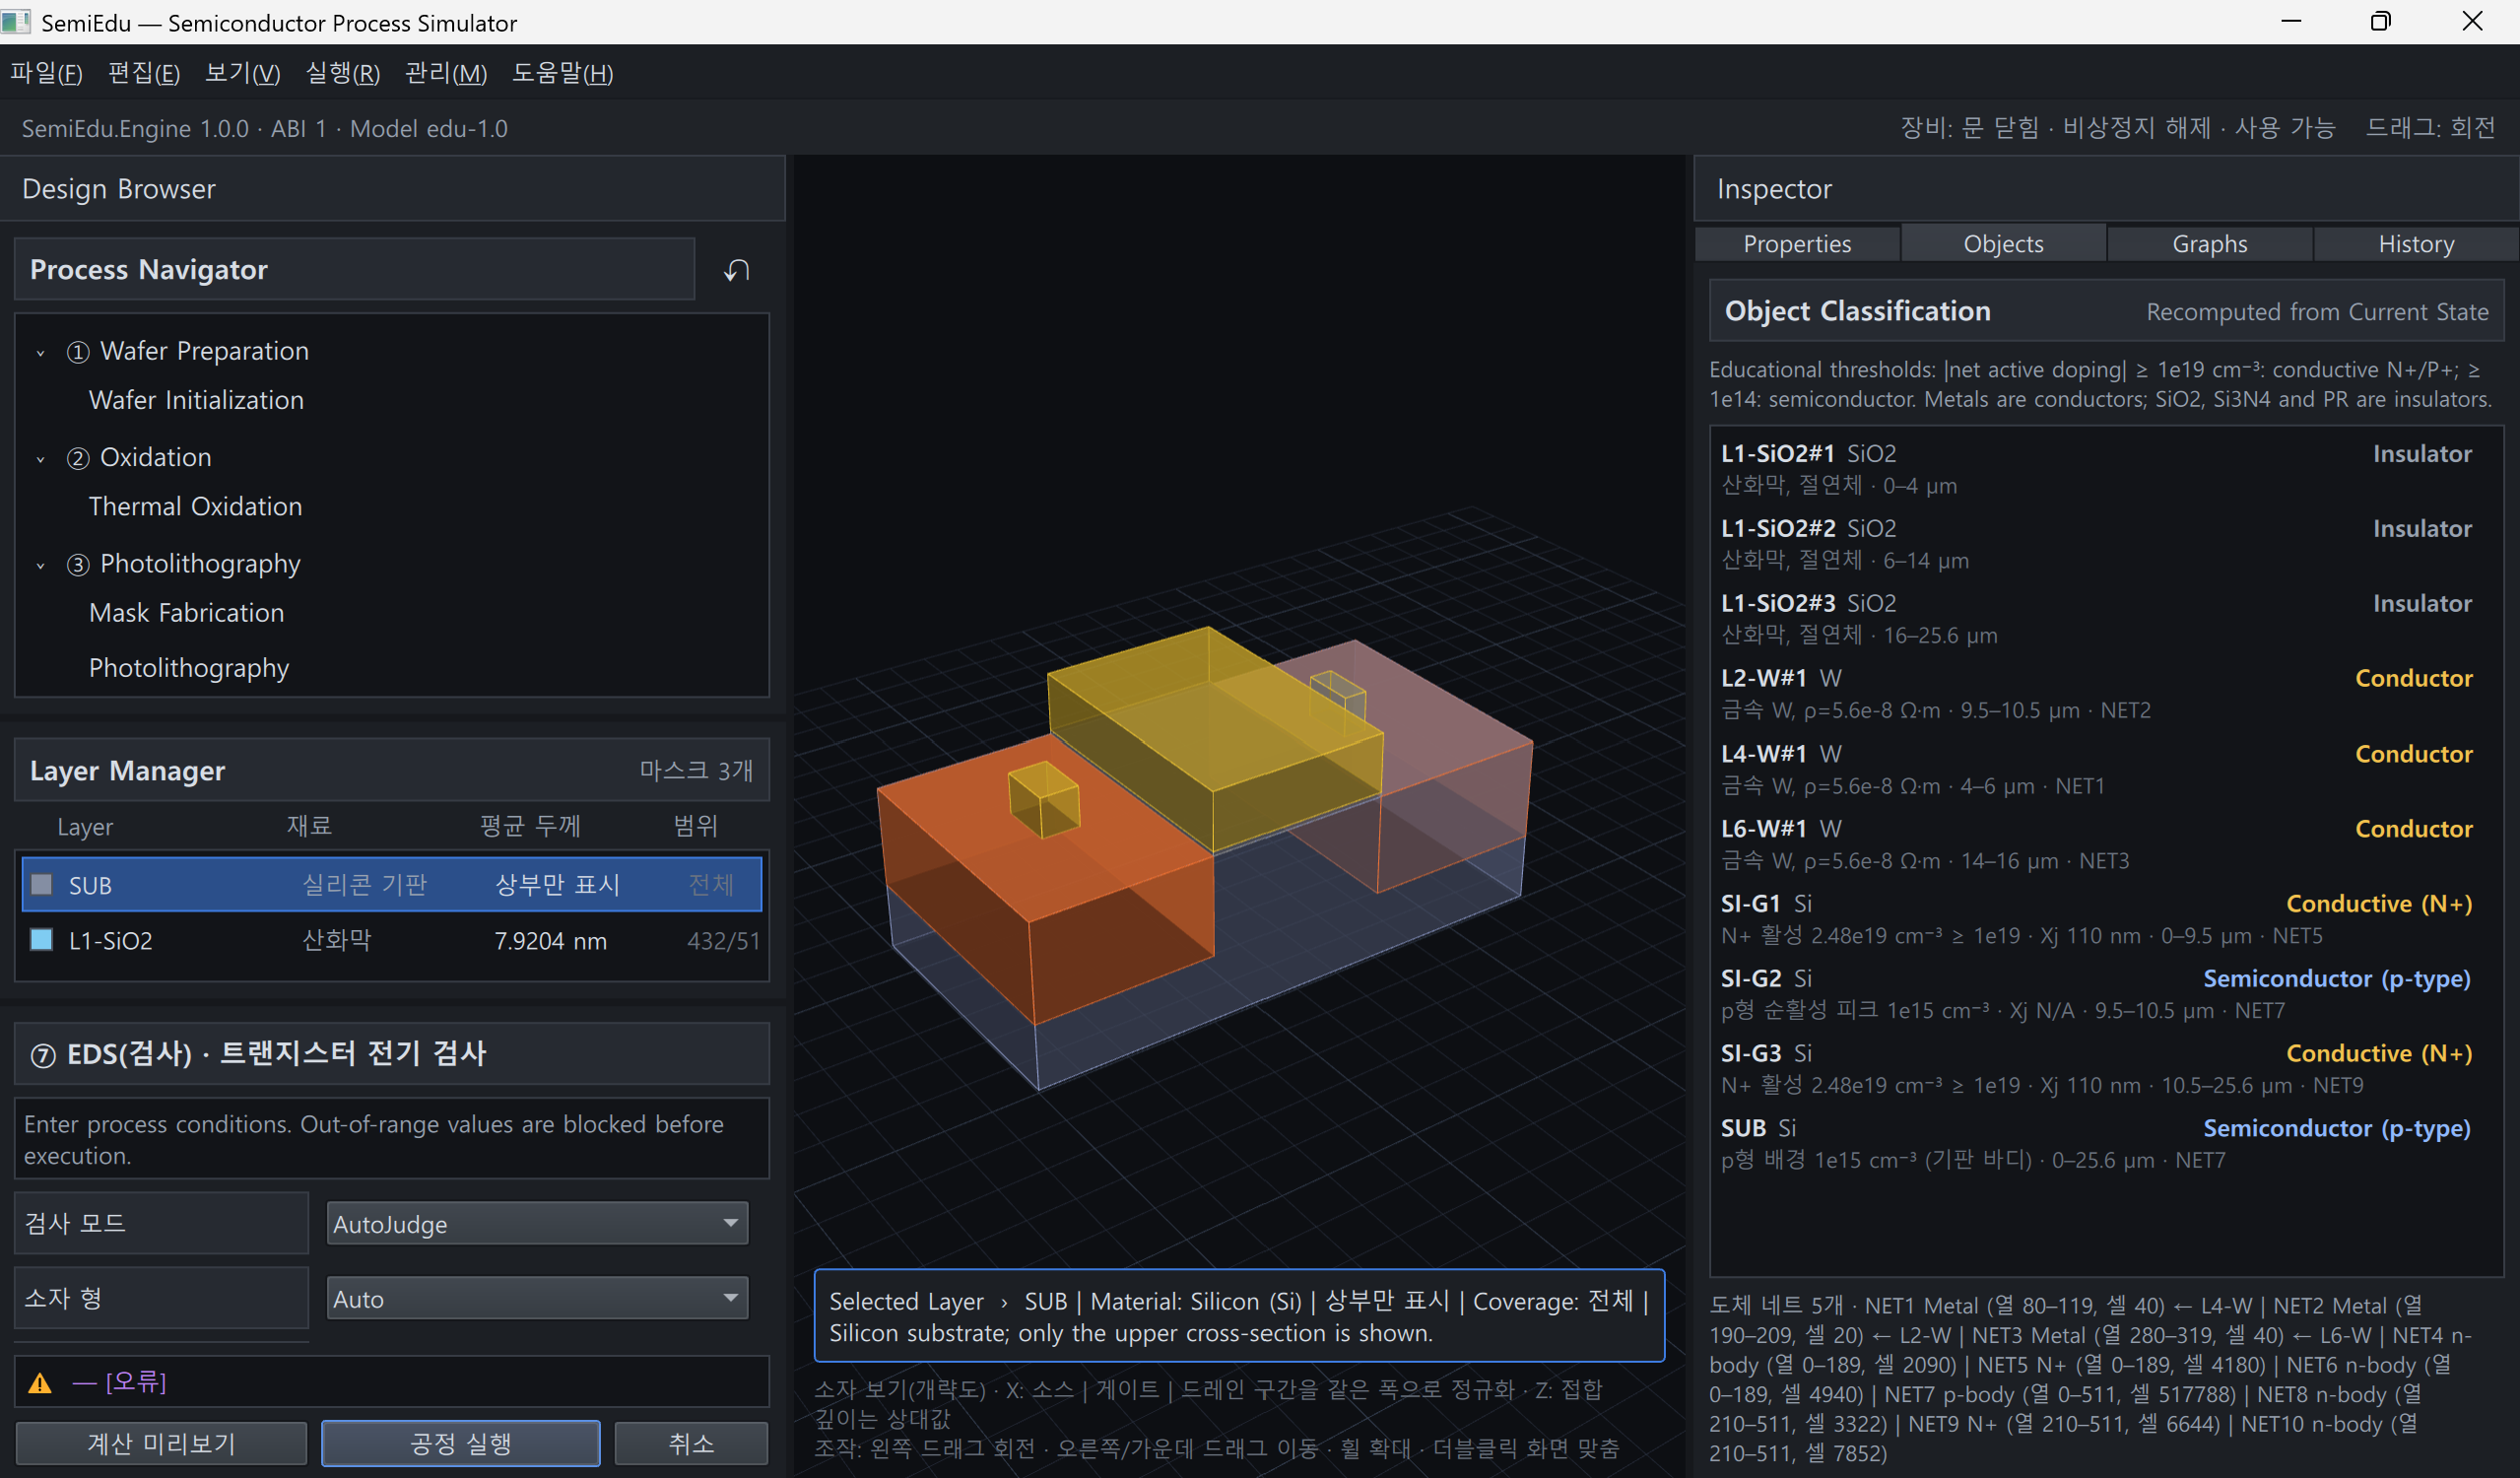 SemiEdu — Semiconductor Process Simulator
파일(F) 편집(E) 보기(V) 실행(R) 관리(M) 도움말(H)
SemiEdu.Engine 1.0.0 · ABI 1 · Model edu-1.0
장비: 문 닫힘 · 비상정지 해제 · 사용 가능 드래그: 회전
Design Browser
Process Navigator
① Wafer Preparation
Wafer Initialization
② Oxidation
Thermal Oxidation
③ Photolithography
Mask Fabrication
Photolithography
Layer Manager 마스크 3개
Layer 재료 평균 두께 범위
SUB 실리콘 기판 상부만 표시 전체
L1-SiO2 산화막 7.9204 nm 432/51
⑦ EDS(검사) · 트랜지스터 전기 검사
Enter process conditions. Out-of-range values are blocked before
execution.
검사 모드 AutoJudge
소자 형 Auto
— [오류]
계산 미리보기 공정 실행 취소
Selected Layer › SUB | Material: Silicon (Si) | 상부만 표시 | Coverage: 전체 |
Silicon substrate; only the upper cross-section is shown.
소자 보기(개략도) · X: 소스 | 게이트 | 드레인 구간을 같은 폭으로 정규화 · Z: 접합
깊이는 상대값
조작: 왼쪽 드래그 회전 · 오른쪽/가운데 드래그 이동 · 휠 확대 · 더블클릭 화면 맞춤
Inspector
Properties Objects Graphs History
Object Classification Recomputed from Current State
Educational thresholds: |net active doping| ≥ 1e19 cm⁻³: conductive N+/P+; ≥
1e14: semiconductor. Metals are conductors; SiO2, Si3N4 and PR are insulators.
L1-SiO2#1 SiO2 Insulator
산화막, 절연체 · 0–4 µm
L1-SiO2#2 SiO2 Insulator
산화막, 절연체 · 6–14 µm
L1-SiO2#3 SiO2 Insulator
산화막, 절연체 · 16–25.6 µm
L2-W#1 W Conductor
금속 W, ρ=5.6e-8 Ω·m · 9.5–10.5 µm · NET2
L4-W#1 W Conductor
금속 W, ρ=5.6e-8 Ω·m · 4–6 µm · NET1
L6-W#1 W Conductor
금속 W, ρ=5.6e-8 Ω·m · 14–16 µm · NET3
SI-G1 Si Conductive (N+)
N+ 활성 2.48e19 cm⁻³ ≥ 1e19 · Xj 110 nm · 0–9.5 µm · NET5
SI-G2 Si Semiconductor (p-type)
p형 순활성 피크 1e15 cm⁻³ · Xj N/A · 9.5–10.5 µm · NET7
SI-G3 Si Conductive (N+)
N+ 활성 2.48e19 cm⁻³ ≥ 1e19 · Xj 110 nm · 10.5–25.6 µm · NET9
SUB Si Semiconductor (p-type)
p형 배경 1e15 cm⁻³ (기판 바디) · 0–25.6 µm · NET7
도체 네트 5개 · NET1 Metal (열 80–119, 셀 40) ← L4-W | NET2 Metal (열
190–209, 셀 20) ← L2-W | NET3 Metal (열 280–319, 셀 40) ← L6-W | NET4 n-
body (열 0–189, 셀 2090) | NET5 N+ (열 0–189, 셀 4180) | NET6 n-body (열
0–189, 셀 4940) | NET7 p-body (열 0–511, 셀 517788) | NET8 n-body (열
210–511, 셀 3322) | NET9 N+ (열 210–511, 셀 6644) | NET10 n-body (열
210–511, 셀 7852)